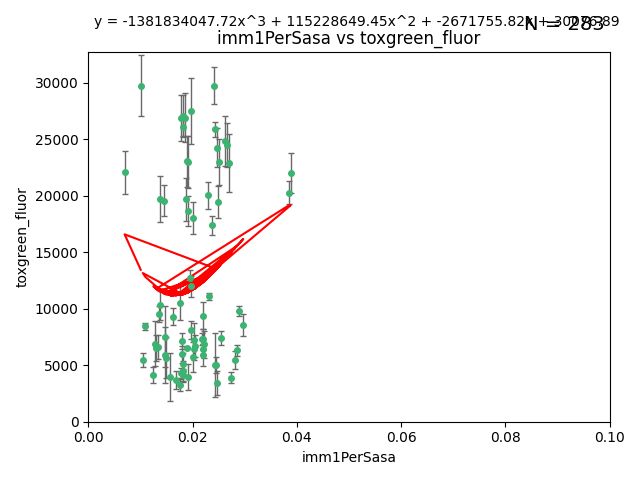 y = -1381834047.72x^3 + 115228649.45x^2 + -2671755.82x + 30076.89
N = 283
imm1PerSasa vs toxgreen_fluor
30000
25000
20000
15000
10000
5000
0
toxgreen_fluor
0.00 0.02 0.04 0.06 0.08 0.10
imm1PerSasa